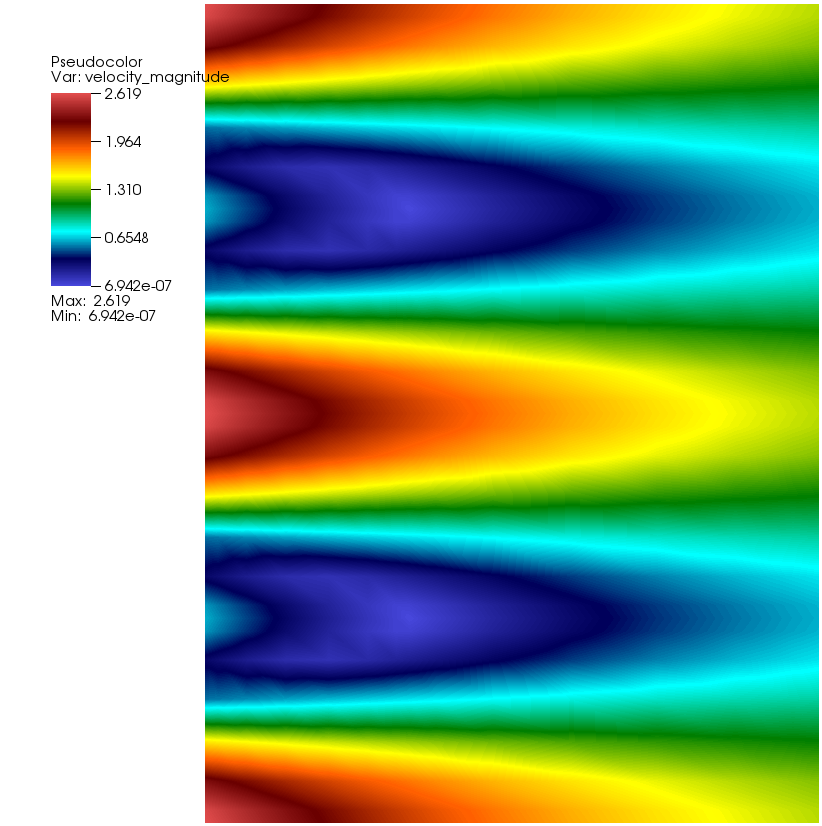 Pseudocolor
Var: velocity_magnitude
2.619
1.964
1.310
0.6548
6.942e-07
Max: 2.619
Min: 6.942e-07